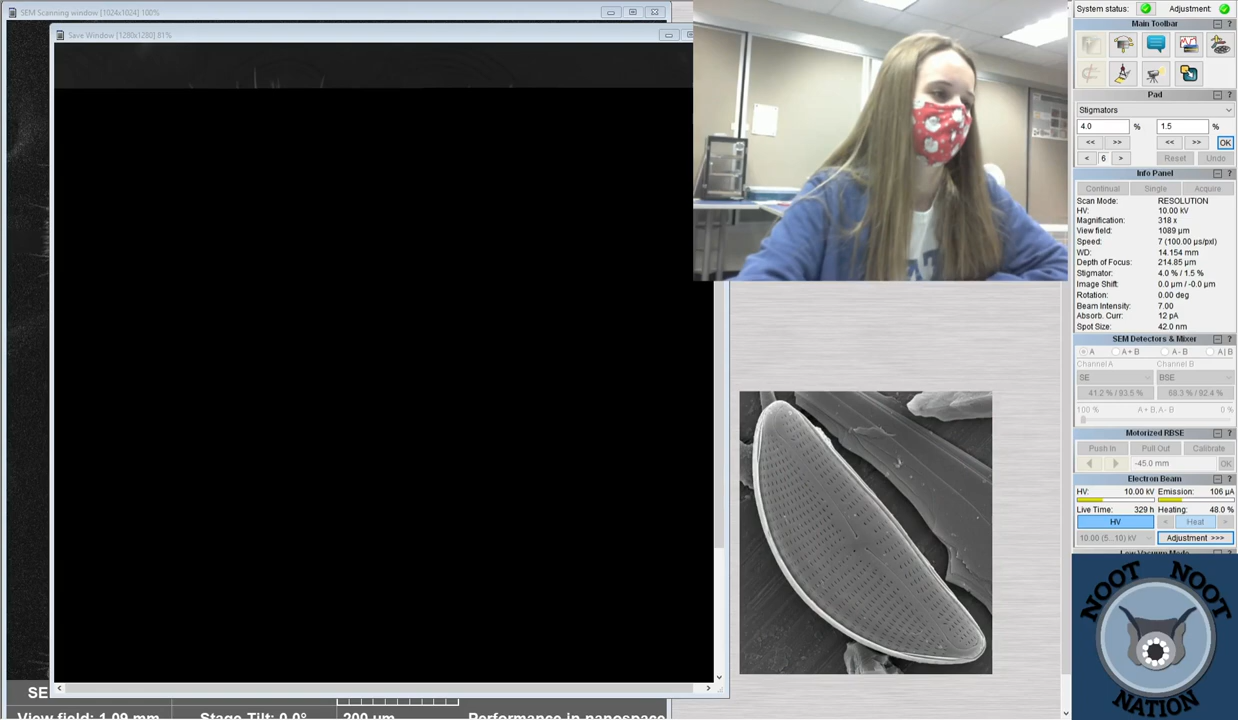 SEM Scanning window [1024x1024] 100%
Save Window [1280x1280] 81%
SE
View field: 1.09 mm
Stage Tilt: 0.0°
200 µm
Performance in nanospace
System status:
Adjustment:
Main Toolbar
Pad
Stigmators
4.0 % 1.5 %
<< >> << >> OK
< 6 > Reset Undo
Info Panel
Continual Single Acquire
Scan Mode: RESOLUTION
HV: 10.00 kV
Magnification: 318 x
View field: 1089 µm
Speed: 7 (100.00 µs/pxl)
WD: 14.154 mm
Depth of Focus: 214.85 µm
Stigmator: 4.0 % / 1.5 %
Image Shift: 0.0 µm / -0.0 µm
Rotation: 0.00 deg
Beam Intensity: 7.00
Absorb. Curr: 12 pA
Spot Size: 42.0 nm
SEM Detectors & Mixer
A A + B A - B A | B
Channel A Channel B
SE BSE
41.2 % / 93.5 % 68.3 % / 92.4 %
100 % A + B, A - B 0 %
Motorized RBSE
Push In Pull Out Calibrate
-45.0 mm OK
Electron Beam
HV: 10.00 kV Emission: 106 µA
Live Time: 329 h Heating: 48.0 %
HV < Heat >
10.00 (5...10) kV Adjustment >>>
Low Vacuum Mode
NOOT NOOT
NATION